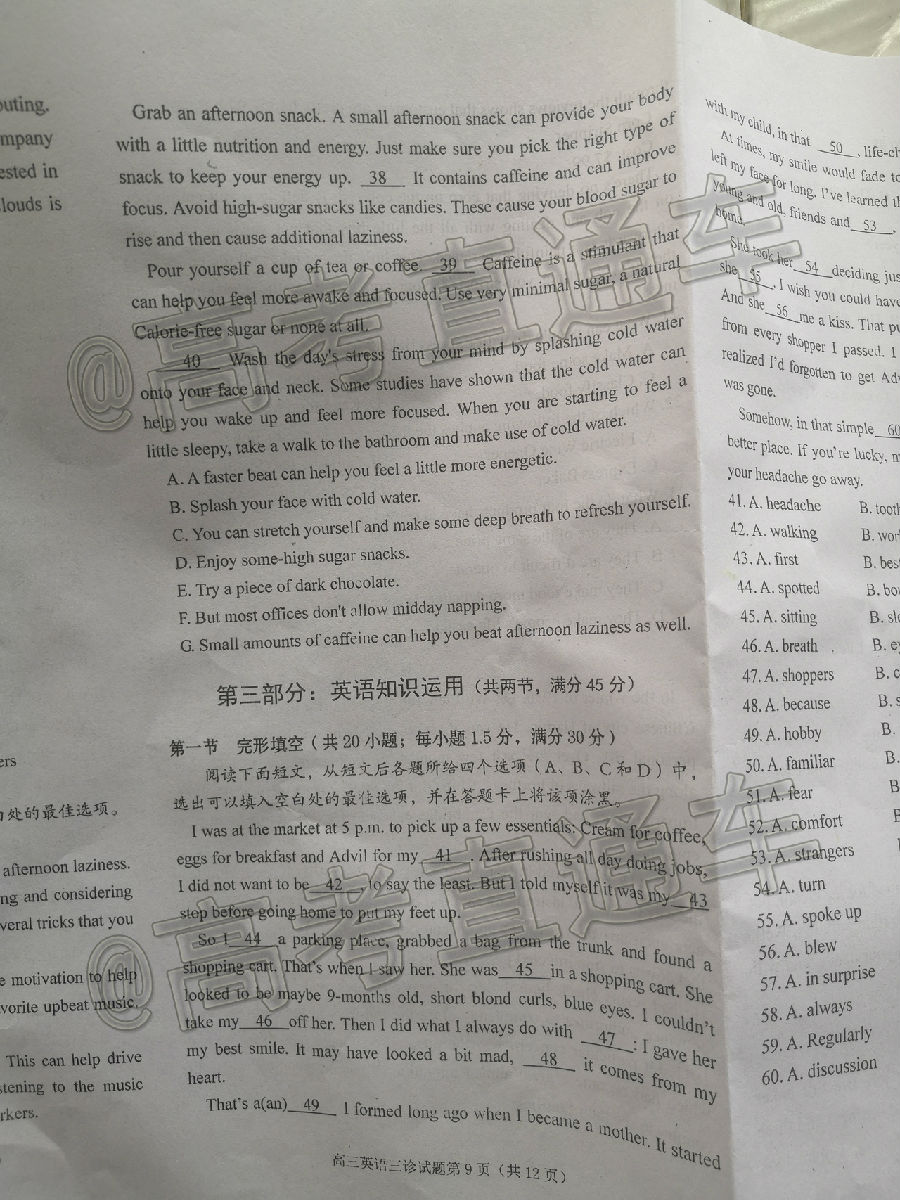 outing.
mpany
ested in
louds is
ers
处的最佳选项。
afternoon laziness.
ng and considering
veral tricks that you
e motivation to help
vorite upbeat music.
This can help drive
stening to the music
rkers.
Grab an afternoon snack. A small afternoon snack can provide your body
with a little nutrition and energy. Just make sure you pick the right type of
snack to keep your energy up. 38 It contains caffeine and can improve
focus. Avoid high-sugar snacks like candies. These cause your blood sugar to
rise and then cause additional laziness.
Pour yourself a cup of tea or coffee. 39 Caffeine is a stimulant that
can help you feel more awake and focused. Use very minimal sugar, a natural
Calorie-free sugar or none at all.
40 Wash the day's stress from your mind by splashing cold water
onto your face and neck. Some studies have shown that the cold water can
help you wake up and feel more focused. When you are starting to feel a
little sleepy, take a walk to the bathroom and make use of cold water.
A. A faster beat can help you feel a little more energetic.
B. Splash your face with cold water.
C. You can stretch yourself and make some deep breath to refresh yourself.
D. Enjoy some-high sugar snacks.
E. Try a piece of dark chocolate.
F. But most offices don't allow midday napping.
G. Small amounts of caffeine can help you beat afternoon laziness as well.
第三部分：英语知识运用（共两节，满分 45 分）
第一节 完形填空（共 20 小题；每小题 1.5 分，满分 30 分）
阅读下面短文，从短文后各题所给四个选项（A、B、C 和 D）中，
选出可以填入空白处的最佳选项，并在答题卡上将该项涂黑。
I was at the market at 5 p.m. to pick up a few essentials: Cream for coffee,
eggs for breakfast and Advil for my 41 . After rushing all day doing jobs,
I did not want to be 42 , to say the least. But I told myself it was my 43
stop before going home to put my feet up.
So I 44 a parking place, grabbed a bag from the trunk and found a
shopping cart. That's when I saw her. She was 45 in a shopping cart. She
looked to be maybe 9-months old, short blond curls, blue eyes. I couldn't
take my 46 off her. Then I did what I always do with 47 : I gave her
my best smile. It may have looked a bit mad, 48 it comes from my
heart.
That's a(an) 49 I formed long ago when I became a mother. It started
高三英语三诊试题第 9 页（共 12 页）
with my child, in that 50 , life-c
At times, my smile would fade to
left my face for long. I've learned th
young and old, friends and 53 .
bond.
She took her 54 deciding jus
she 55 . I wish you could have
And she 56 me a kiss. That p
from every shopper I passed. I
realized I'd forgotten to get Adv
was gone.
Somehow, in that simple 60
better place. If you're lucky, m
your headache go away.
41. A. headache B. tooth
42. A. walking B. wor
43. A. first B. bes
44. A. spotted B. bo
45. A. sitting B. sl
46. A. breath B. e
47. A. shoppers B. c
48. A. because B. s
49. A. hobby B.
50. A. familiar B.
51. A. fear B
52. A. comfort
53. A. strangers
54. A. turn
55. A. spoke up
56. A. blew
57. A. in surprise
58. A. always
59. A. Regularly
60. A. discussion
@高考直通车
@高考直通车